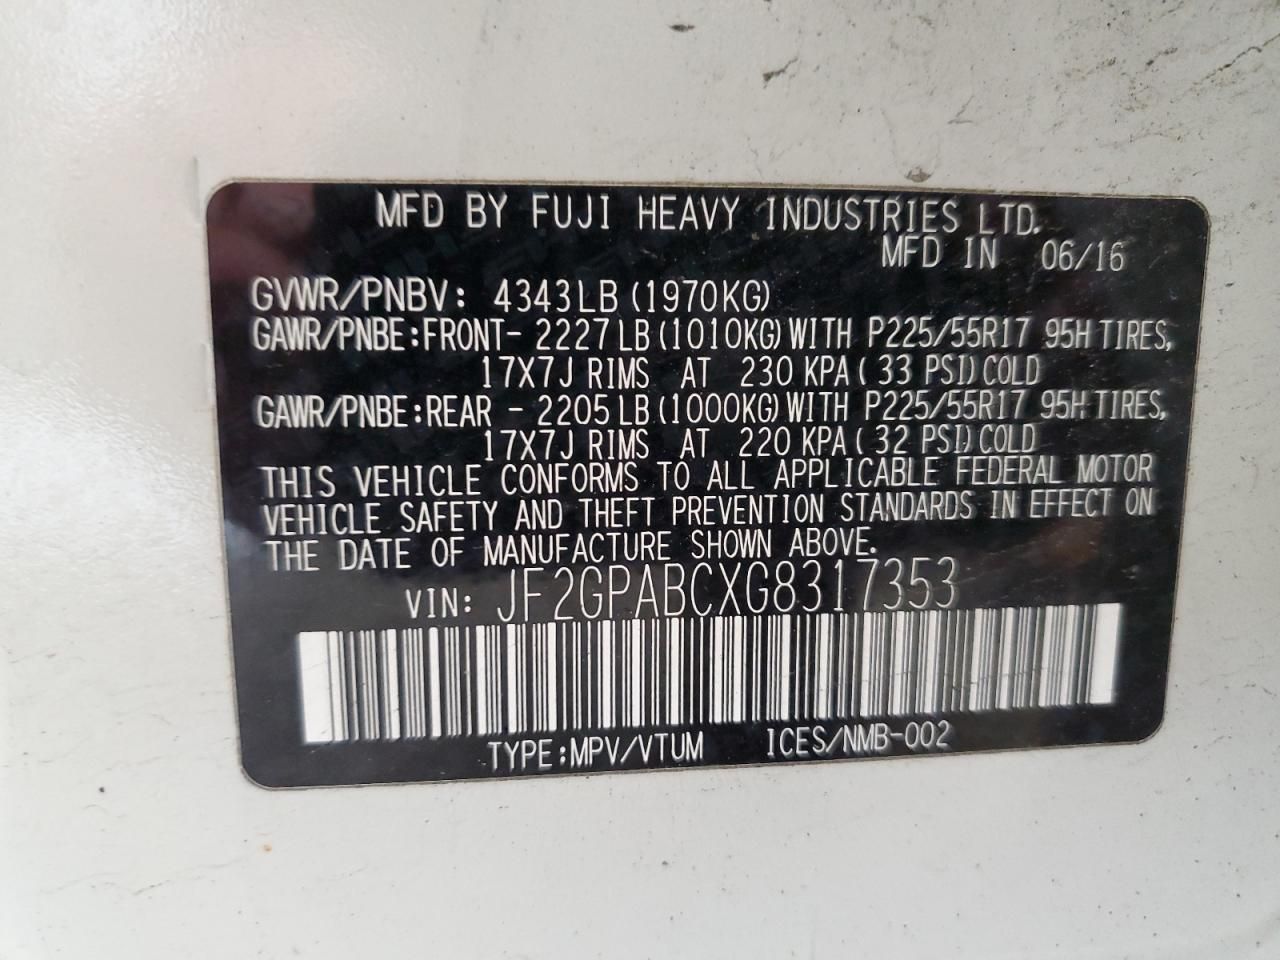 MFD BY FUJI HEAVY INDUSTRIES LTD.
MFD IN 06/16
GVWR/PNBV: 4343LB (1970KG)
GAWR/PNBE:FRONT- 2227LB (1010KG) WITH P225/55R17 95H TIRES,
17X7J RIMS AT 230 KPA ( 33 PSI) COLD
GAWR/PNBE:REAR - 2205LB (1000KG) WITH P225/55R17 95H TIRES,
17X7J RIMS AT 220 KPA ( 32 PSI) COLD
THIS VEHICLE CONFORMS TO ALL APPLICABLE FEDERAL MOTOR
VEHICLE SAFETY AND THEFT PREVENTION STANDARDS IN EFFECT ON
THE DATE OF MANUFACTURE SHOWN ABOVE.
VIN: JF2GPABCXG8317353
TYPE:MPV/VTUM ICES/NMB-002